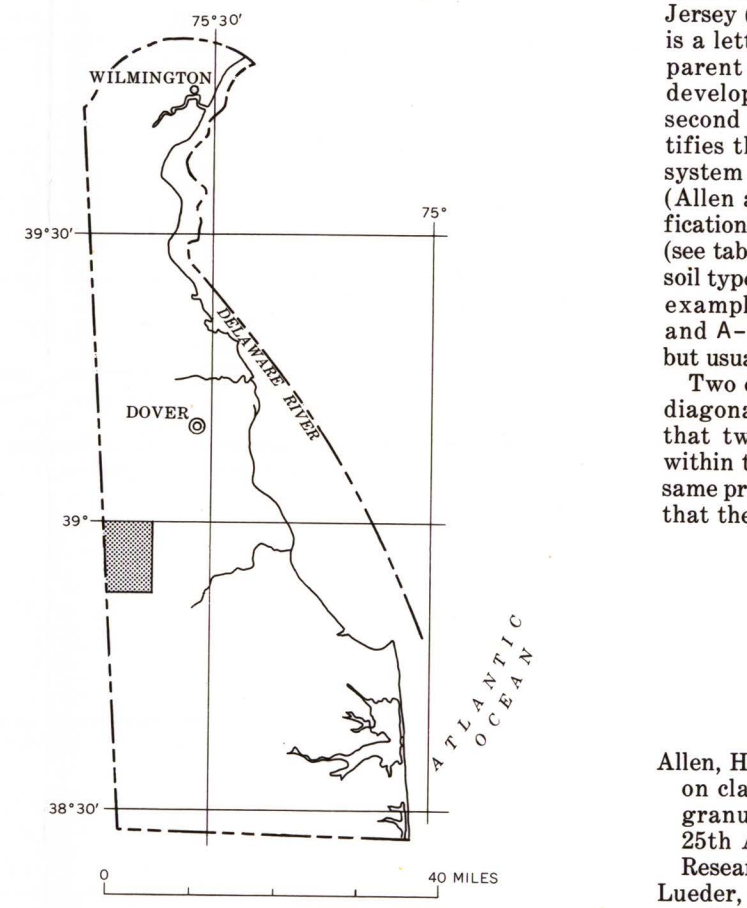 75°30′
WILMINGTON
75°
39°30′
DELAWARE RIVER
DOVER
39°
ATLANTIC
OCEAN
38°30′
0 40 MILES
Jersey (
is a lett
parent
develop
second
tifies th
system
(Allen a
fication
(see tab
soil type
exampl
and A–
but usua
Two c
diagona
that tw
within t
same pr
that the
Allen, H
on cla
granu
25th A
Resear
Lueder,